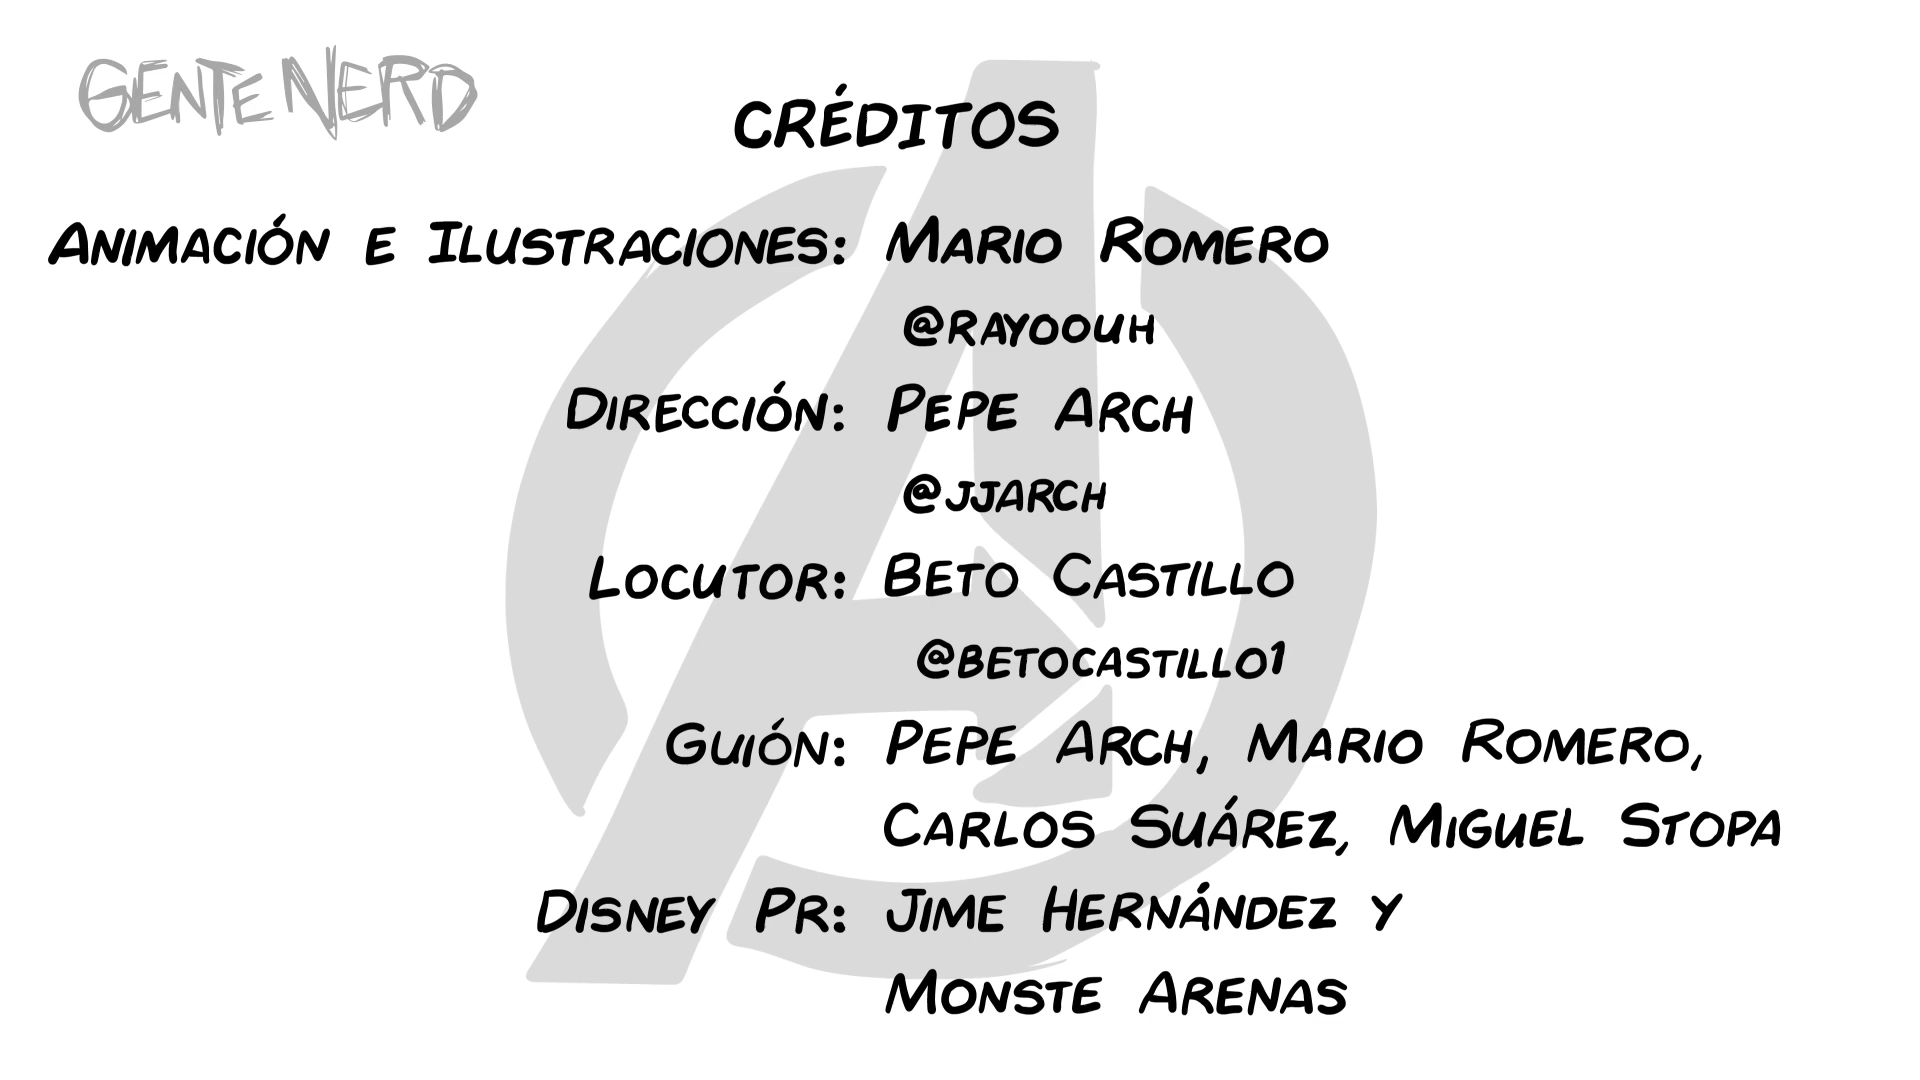 GENTE NERD
CRÉDITOS
ANIMACIÓN E ILUSTRACIONES: MARIO ROMERO
@RAYOOUH
DIRECCIÓN: PEPE ARCH
@JJARCH
LOCUTOR: BETO CASTILLO
@BETOCASTILLO1
GUIÓN: PEPE ARCH, MARIO ROMERO,
CARLOS SUÁREZ, MIGUEL STOPA
DISNEY PR: JIME HERNÁNDEZ Y
MONSTE ARENAS